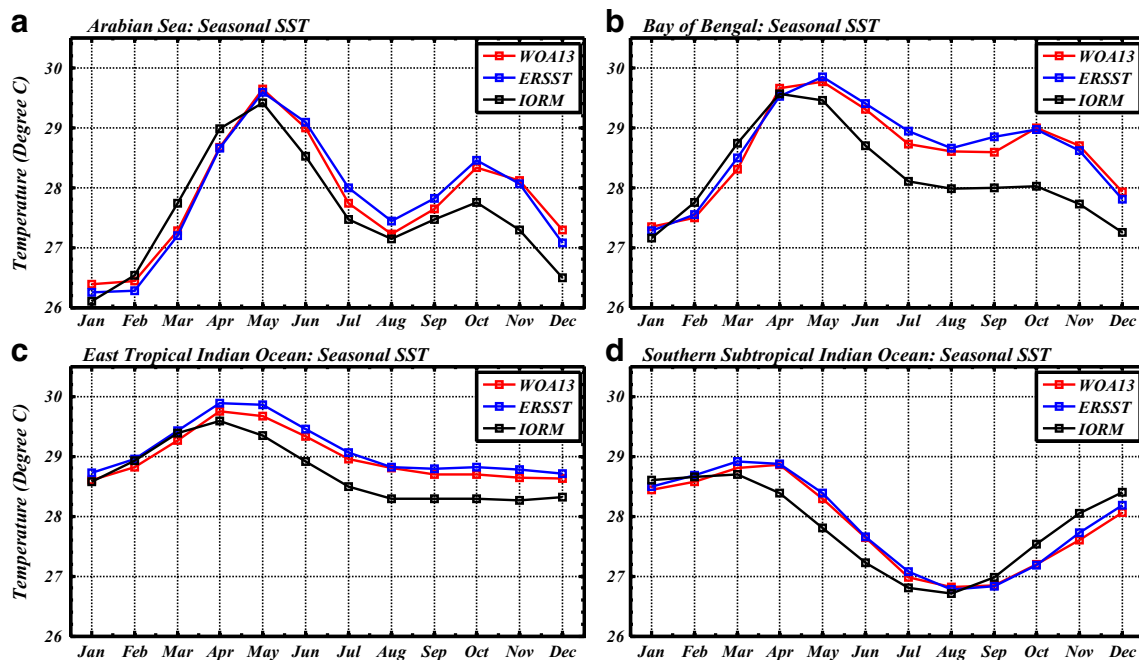 a Arabian Sea: Seasonal SST
b Bay of Bengal: Seasonal SST
Temperature (Degree C)
30
29
28
27
26
WOA13
ERSST
IORM
Jan Feb Mar Apr May Jun Jul Aug Sep Oct Nov Dec
30
29
28
27
26
WOA13
ERSST
IORM
Jan Feb Mar Apr May Jun Jul Aug Sep Oct Nov Dec
c East Tropical Indian Ocean: Seasonal SST
d Southern Subtropical Indian Ocean: Seasonal SST
Temperature (Degree C)
30
29
28
27
26
WOA13
ERSST
IORM
Jan Feb Mar Apr May Jun Jul Aug Sep Oct Nov Dec
30
29
28
27
26
WOA13
ERSST
IORM
Jan Feb Mar Apr May Jun Jul Aug Sep Oct Nov Dec